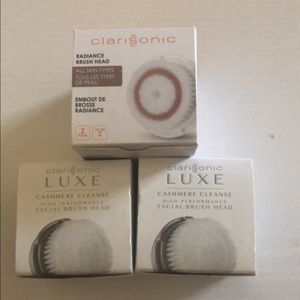 clarisonic
RADIANCE
BRUSH HEAD
ALL SKIN TYPES
TOUS LES TYPES
DE PEAU
EMBOUT DE
BROSSE
RADIANCE
clarisonic
LUXE
CASHMERE CLEANSE
HIGH PERFORMANCE
FACIAL BRUSH HEAD
clarisonic
LUXE
CASHMERE CLEANSE
HIGH PERFORMANCE
FACIAL BRUSH HEAD